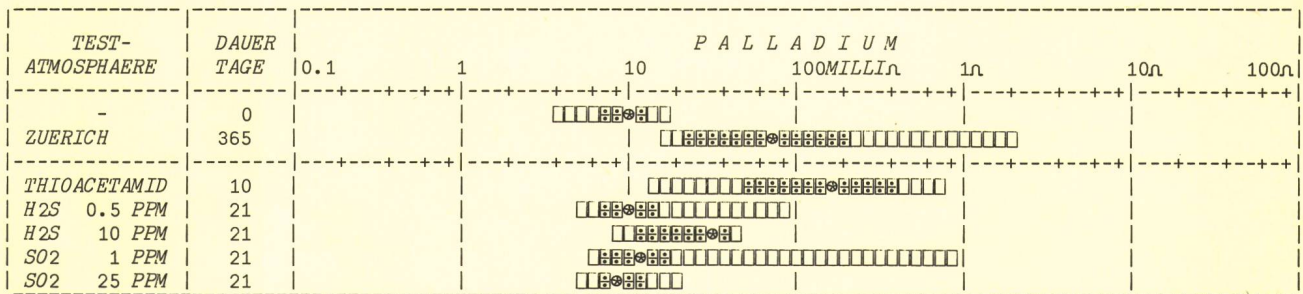 TEST- DAUER P A L L A D I U M
ATMOSPHAERE TAGE 0.1 1 10 100MILLIΩ 1Ω 10Ω 100Ω
- 0
ZUERICH 365
THIOACETAMID 10
H2S 0.5 PPM 21
H2S 10 PPM 21
SO2 1 PPM 21
SO2 25 PPM 21